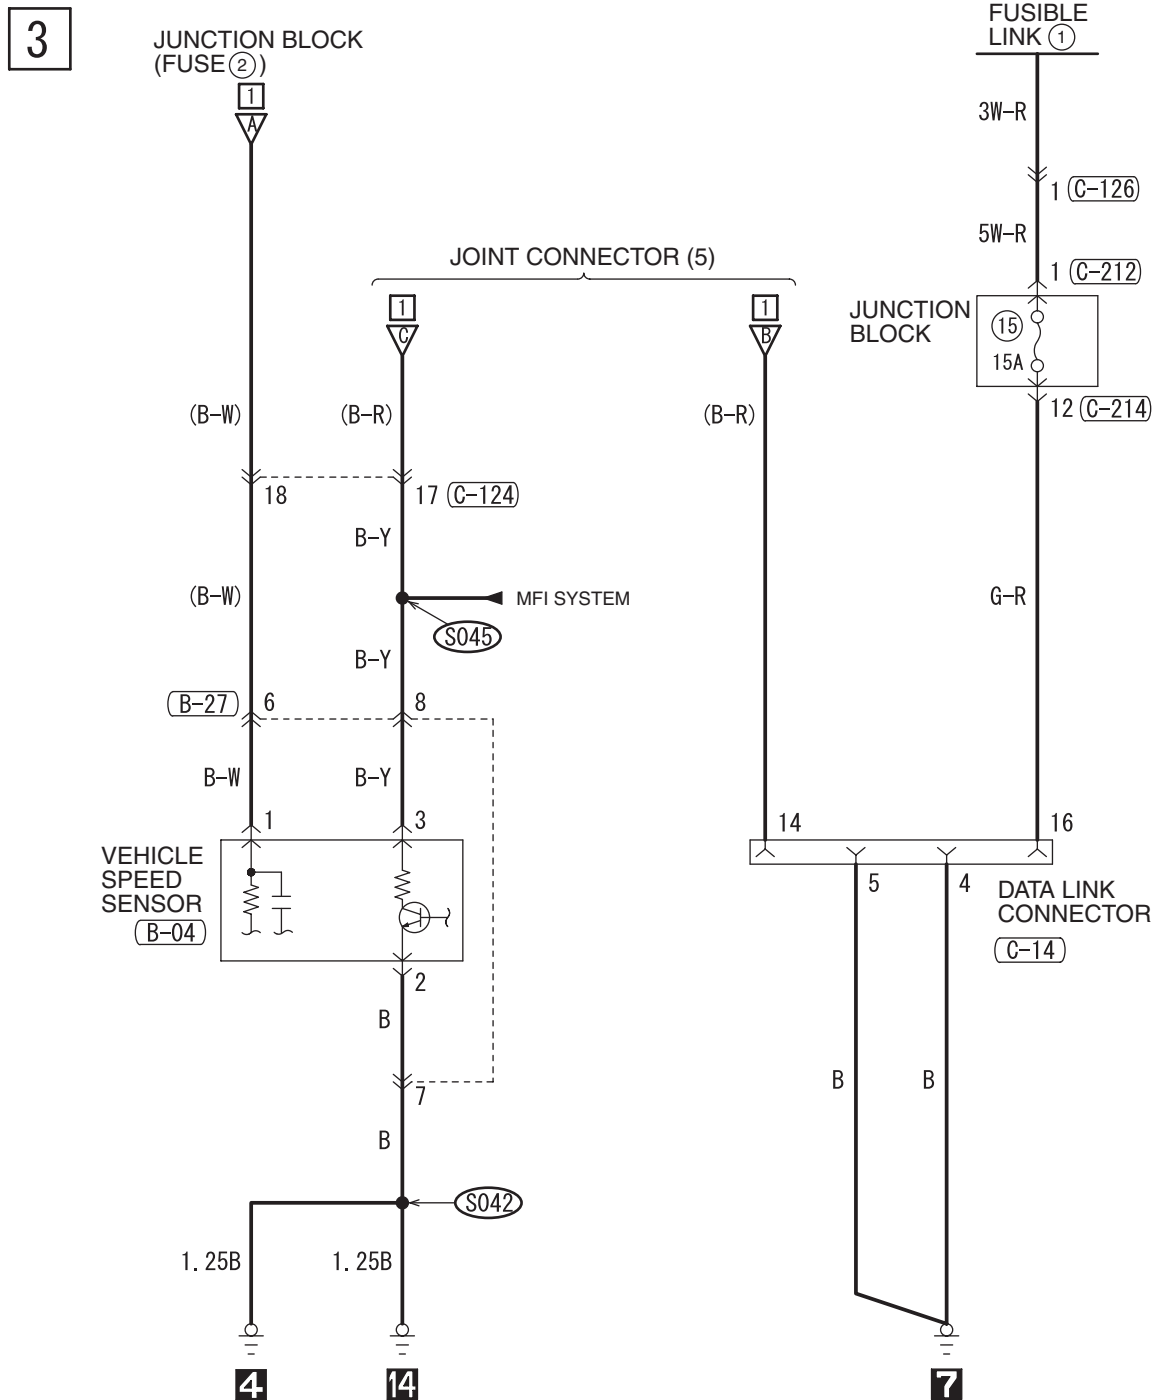 3
JUNCTION BLOCK
(FUSE ②)
1
A
FUSIBLE
LINK ①
3W-R
1 C-126
5W-R
1 C-212
JOINT CONNECTOR (5)
1
C
1
B
JUNCTION
BLOCK
⑮
15A
12 C-214
(B-W)
(B-R)
(B-R)
18
17 C-124
B-Y
(B-W)
MFI SYSTEM
G-R
S045
B-Y
B-27
6
8
B-W
B-Y
1
3
14
16
VEHICLE
SPEED
SENSOR
B-04
5
4
DATA LINK
CONNECTOR
C-14
2
B
B
B
7
B
S042
1.25B
1.25B
4
14
7